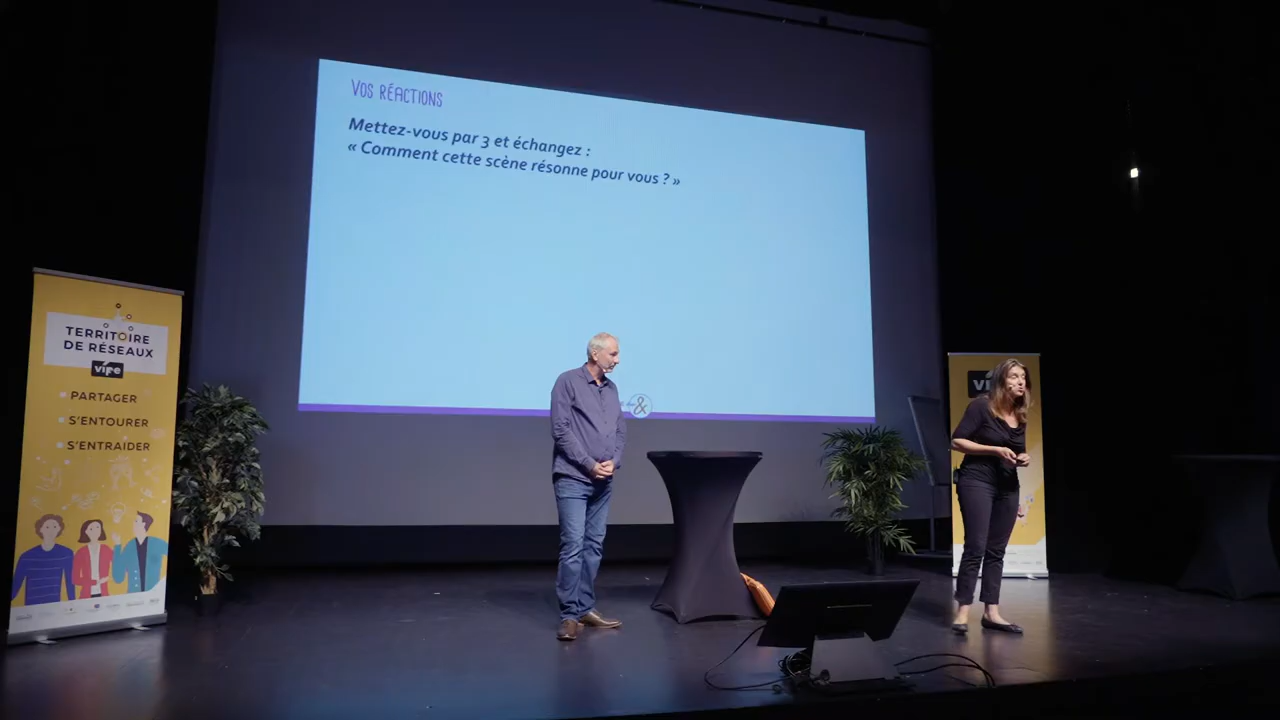 VOS RÉACTIONS
Mettez-vous par 3 et échangez :
« Comment cette scène résonne pour vous ? »
&
TERRITOIRE
DE RÉSEAUX
vipe
PARTAGER
S'ENTOURER
S'ENTRAIDER